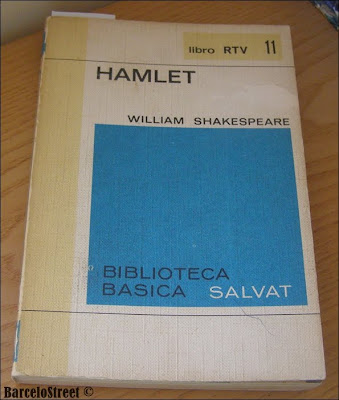 libro RTV 11
HAMLET
WILLIAM SHAKESPEARE
BIBLIOTECA
BASICA SALVAT
BarceloStreet ©